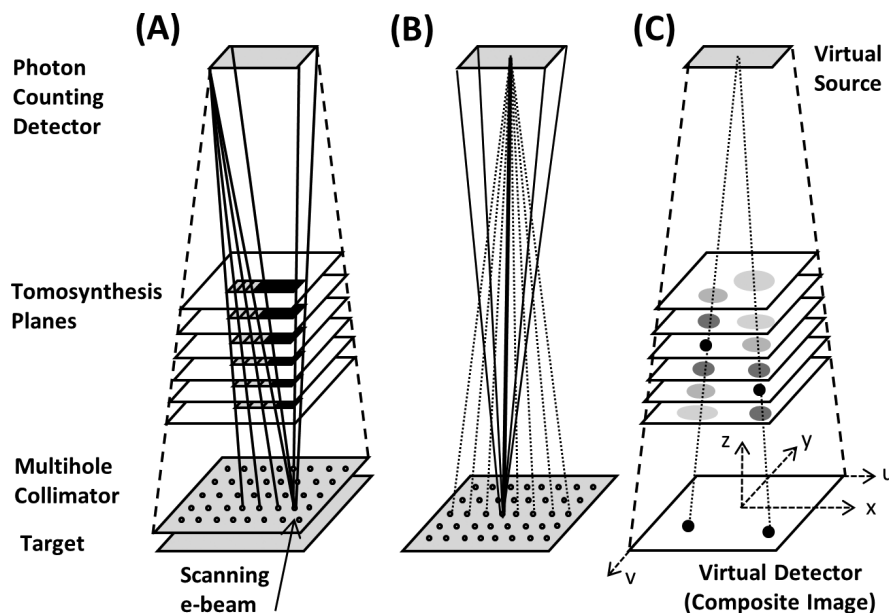 (A)
(B)
(C)
Photon
Counting
Detector
Virtual
Source
Tomosynthesis
Planes
Multihole
Collimator
Target
Scanning
e-beam
z
y
u
x
v
Virtual Detector
(Composite Image)